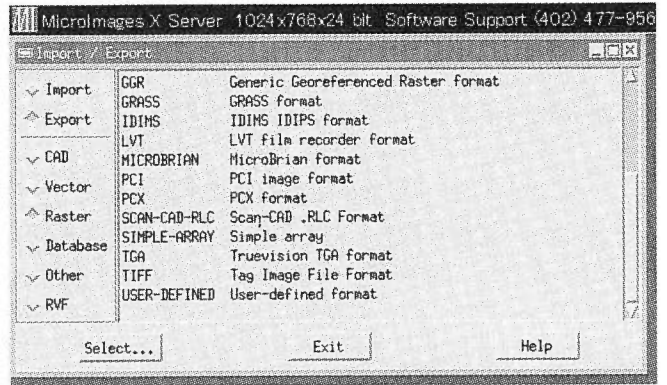 MicroImages X Server 1024x768x24 bit Software Support (402) 477-956
Import / Export
Import
Export
CAD
Vector
Raster
Database
Other
RVF
GGR Generic Georeferenced Raster format
GRASS GRASS format
IDIMS IDIMS IDIPS format
LVT LVT film recorder format
MICROBRIAN MicroBrian format
PCI PCI image format
PCX PCX format
SCAN-CAD-RLC Scan-CAD .RLC Format
SIMPLE-ARRAY Simple array
TGA Truevision TGA format
TIFF Tag Image File Format
USER-DEFINED User-defined format
Select... Exit Help